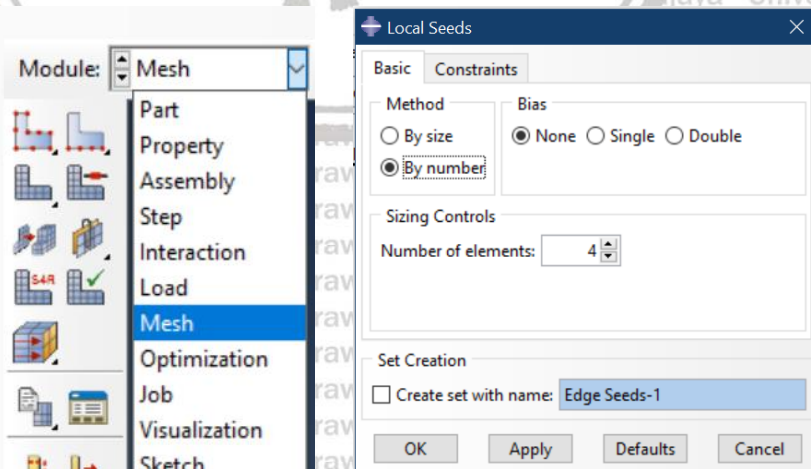 Module: Mesh
Part
Property
Assembly
Step
Interaction
Load
Mesh
Optimization
Job
Visualization
Sketch
S4R
Local Seeds
Basic Constraints
Method
By size
By number
Bias
None Single Double
Sizing Controls
Number of elements: 4
Set Creation
Create set with name: Edge Seeds-1
OK Apply Defaults Cancel